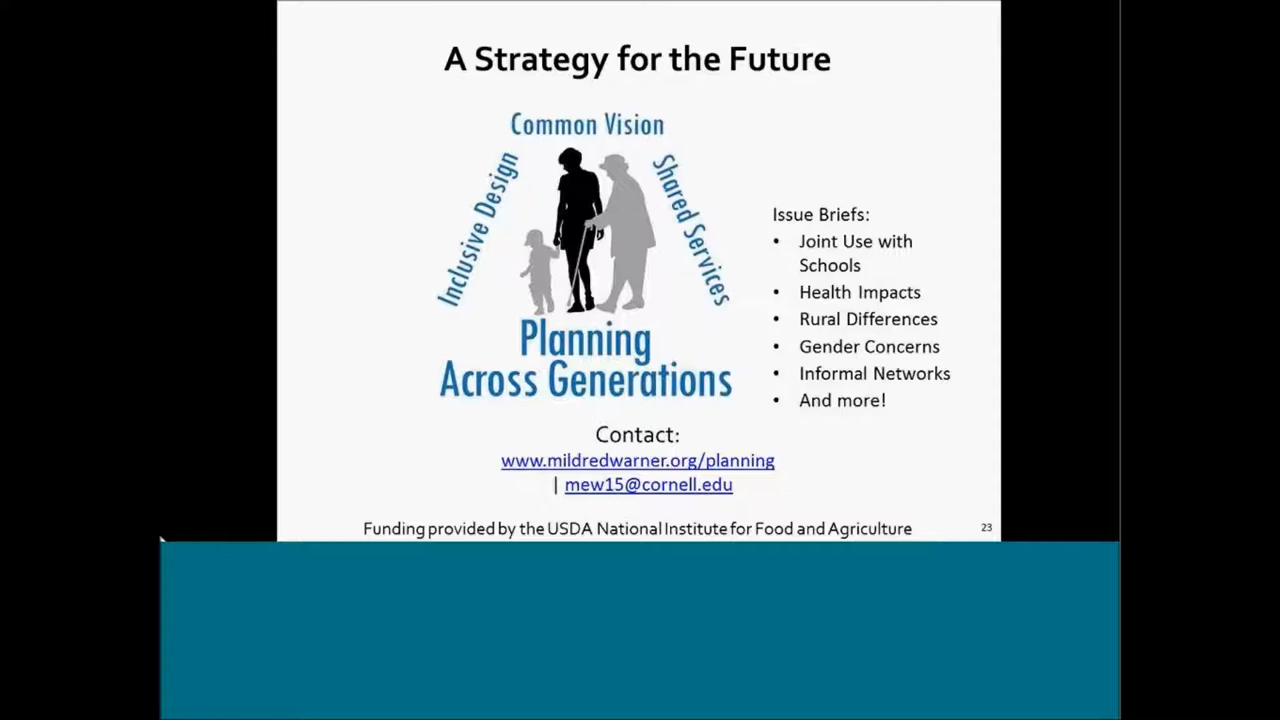 A Strategy for the Future
Common Vision
Inclusive Design
Shared Services
Planning
Across Generations
Issue Briefs:
• Joint Use with
Schools
• Health Impacts
• Rural Differences
• Gender Concerns
• Informal Networks
• And more!
Contact:
www.mildredwarner.org/planning
| mew15@cornell.edu
Funding provided by the USDA National Institute for Food and Agriculture
23